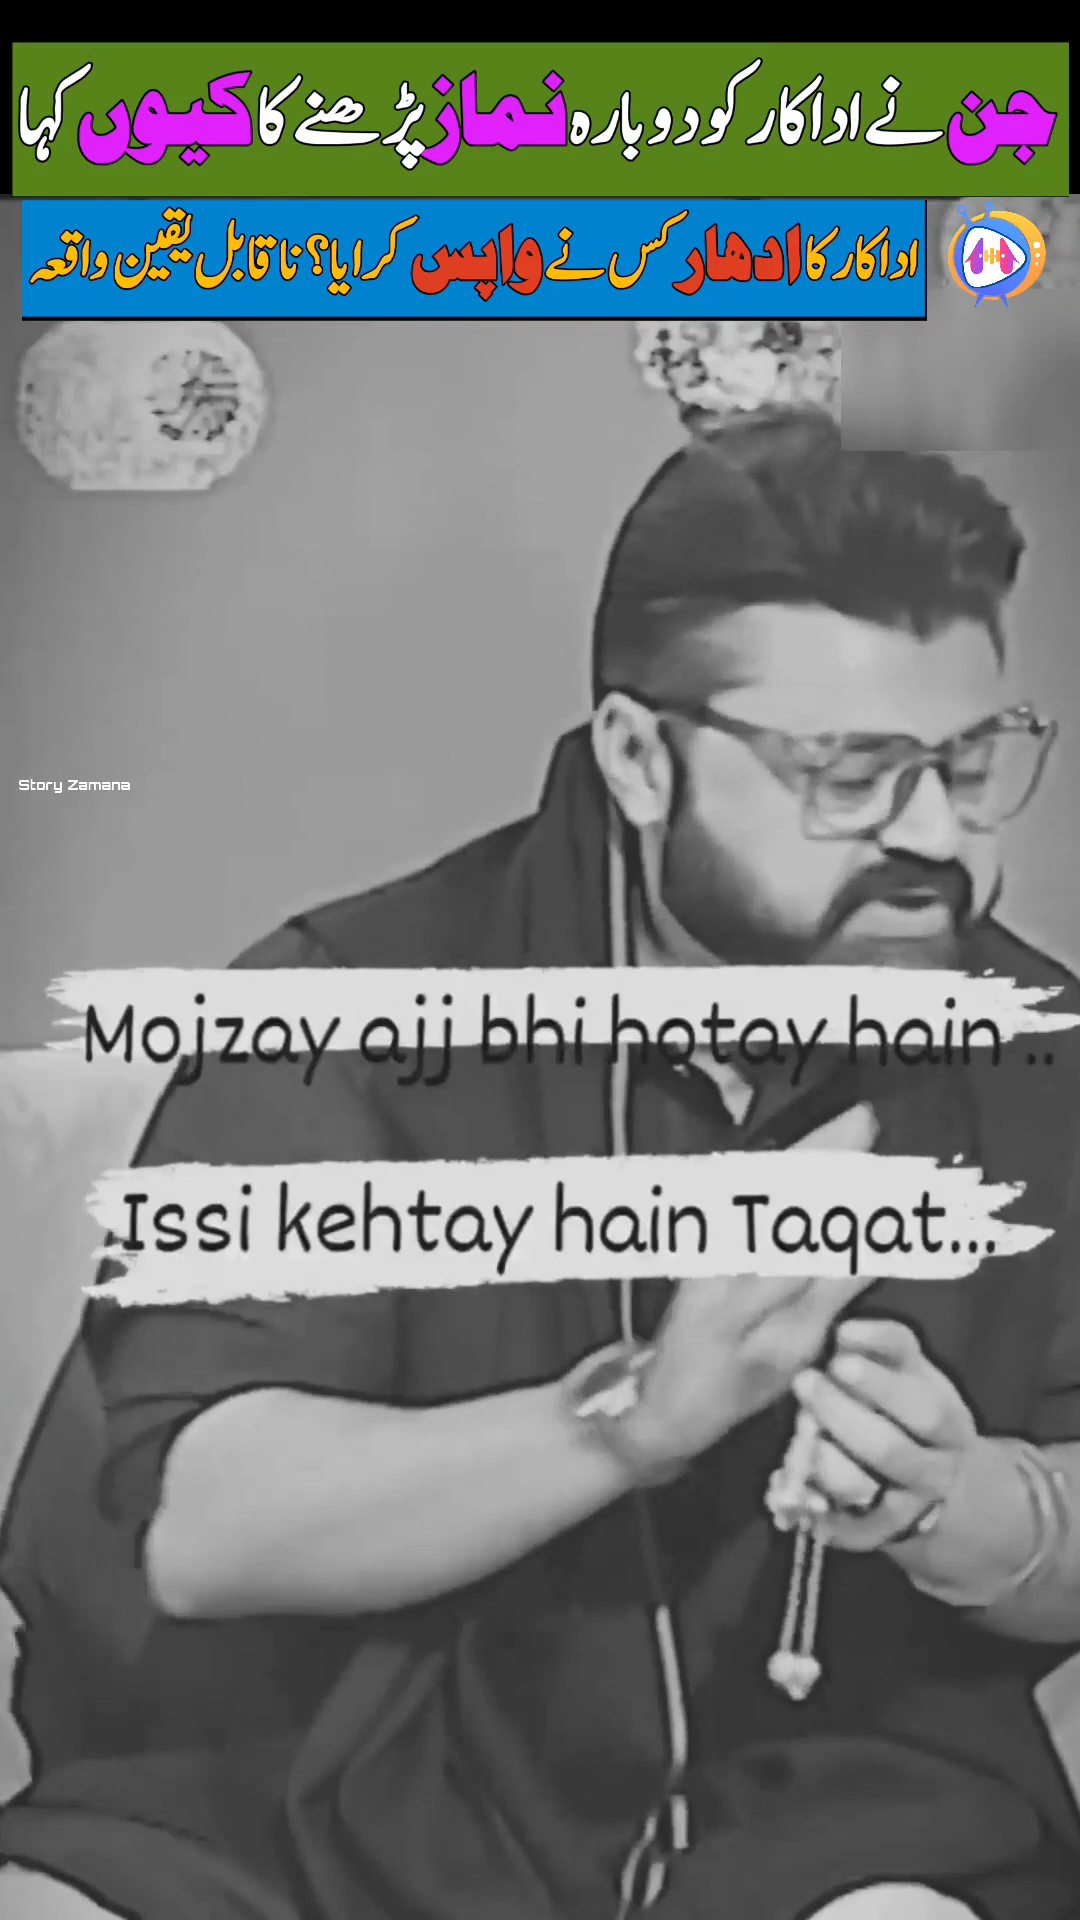 جن نے اداکار کو دوبارہ نماز پڑھنے کا کیوں کہا
اداکار کا ادھار کس نے واپس کرایا؟ ناقابل یقین واقعہ
Story Zamana
Mojzay ajj bhi hotay hain ..
Issi kehtay hain Taqat...